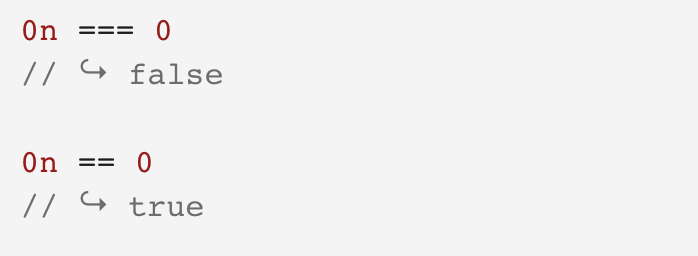 0n === 0
// ↪ false
0n == 0
// ↪ true